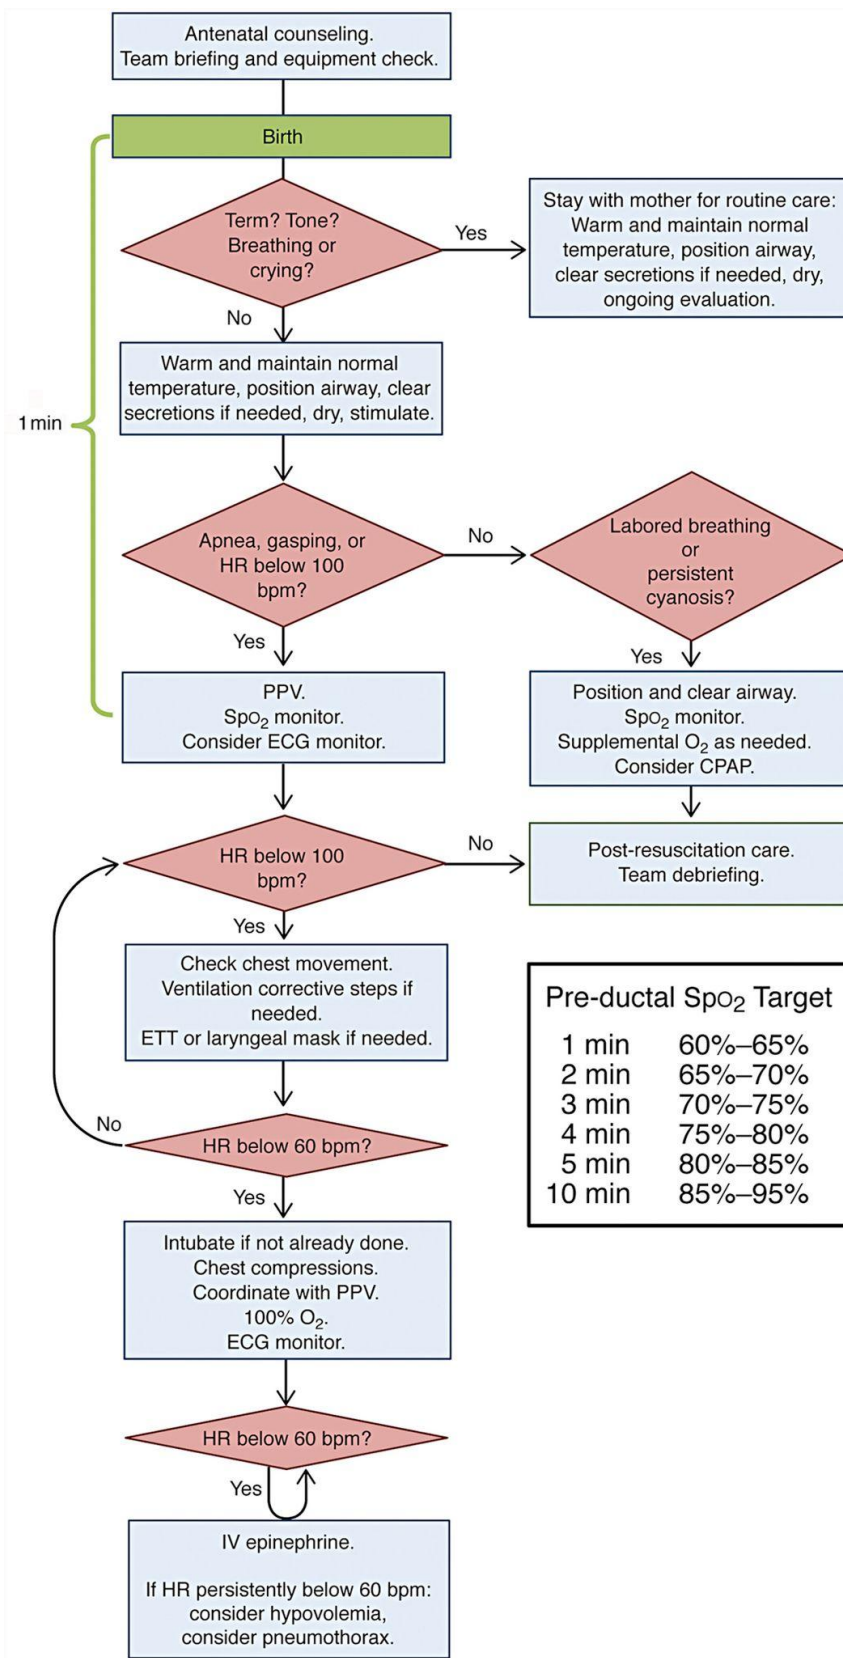 Antenatal counseling.
Team briefing and equipment check.
Birth
Term? Tone?
Breathing or
crying?
Yes
Stay with mother for routine care:
Warm and maintain normal
temperature, position airway,
clear secretions if needed, dry,
ongoing evaluation.
No
Warm and maintain normal
temperature, position airway, clear
secretions if needed, dry, stimulate.
1 min
Apnea, gasping, or
HR below 100
bpm?
No
Labored breathing
or
persistent
cyanosis?
Yes
Yes
PPV.
SpO₂ monitor.
Consider ECG monitor.
Position and clear airway.
SpO₂ monitor.
Supplemental O₂ as needed.
Consider CPAP.
HR below 100
bpm?
No
Post-resuscitation care.
Team debriefing.
Yes
Check chest movement.
Ventilation corrective steps if
needed.
ETT or laryngeal mask if needed.
No
HR below 60 bpm?
Yes
Intubate if not already done.
Chest compressions.
Coordinate with PPV.
100% O₂.
ECG monitor.
HR below 60 bpm?
Yes
IV epinephrine.
If HR persistently below 60 bpm:
consider hypovolemia,
consider pneumothorax.
Pre-ductal SpO₂ Target
1 min 60%–65%
2 min 65%–70%
3 min 70%–75%
4 min 75%–80%
5 min 80%–85%
10 min 85%–95%